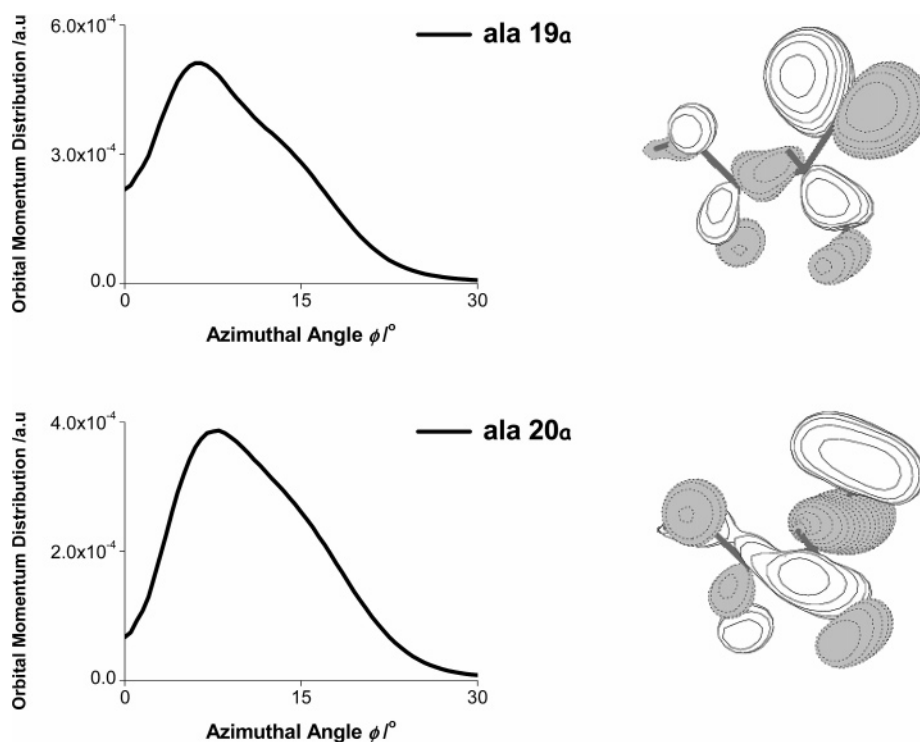 6.0x10⁻⁴
ala 19a
3.0x10⁻⁴
0.0
0 15 30
Orbital Momentum Distribution /a.u
Azimuthal Angle ϕ/°
4.0x10⁻⁴
ala 20a
2.0x10⁻⁴
0.0
0 15 30
Orbital Momentum Distribution /a.u
Azimuthal Angle ϕ/°